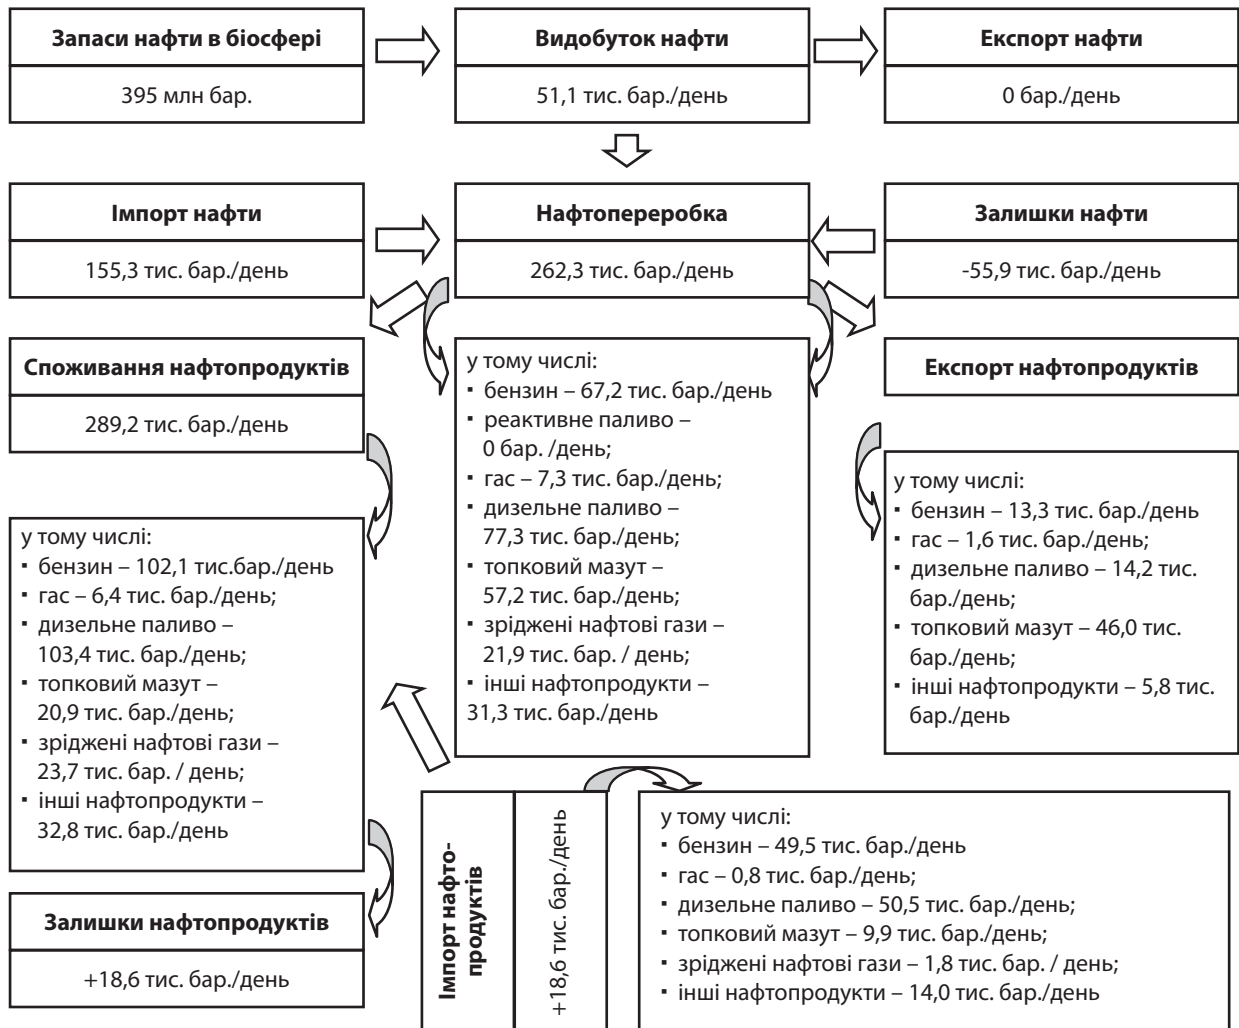 Запаси нафти в біосфері
395 млн бар.
Видобуток нафти
51,1 тис. бар./день
Експорт нафти
0 бар./день
Імпорт нафти
155,3 тис. бар./день
Нафтопереробка
262,3 тис. бар./день
Залишки нафти
-55,9 тис. бар./день
Споживання нафтопродуктів
289,2 тис. бар./день
у тому числі:
▪ бензин – 67,2 тис. бар./день
▪ реактивне паливо –
0 бар. /день;
▪ гас – 7,3 тис. бар./день;
▪ дизельне паливо –
77,3 тис. бар./день;
▪ топковий мазут –
57,2 тис. бар./день;
▪ зріджені нафтові гази –
21,9 тис. бар. / день;
▪ інші нафтопродукти –
31,3 тис. бар./день
Експорт нафтопродуктів
у тому числі:
▪ бензин – 13,3 тис. бар./день
▪ гас – 1,6 тис. бар./день;
▪ дизельне паливо – 14,2 тис.
бар./день;
▪ топковий мазут – 46,0 тис.
бар./день;
▪ інші нафтопродукти – 5,8 тис.
бар./день
у тому числі:
▪ бензин – 102,1 тис.бар./день
▪ гас – 6,4 тис. бар./день;
▪ дизельне паливо –
103,4 тис. бар./день;
▪ топковий мазут –
20,9 тис. бар./день;
▪ зріджені нафтові гази –
23,7 тис. бар. / день;
▪ інші нафтопродукти –
32,8 тис. бар./день
Залишки нафтопродуктів
+18,6 тис. бар./день
Імпорт нафто-
продуктів
+18,6 тис. бар./день
у тому числі:
▪ бензин – 49,5 тис. бар./день
▪ гас – 0,8 тис. бар./день;
▪ дизельне паливо – 50,5 тис. бар./день;
▪ топковий мазут – 9,9 тис. бар./день;
▪ зріджені нафтові гази – 1,8 тис. бар. / день;
▪ інші нафтопродукти – 14,0 тис. бар./день